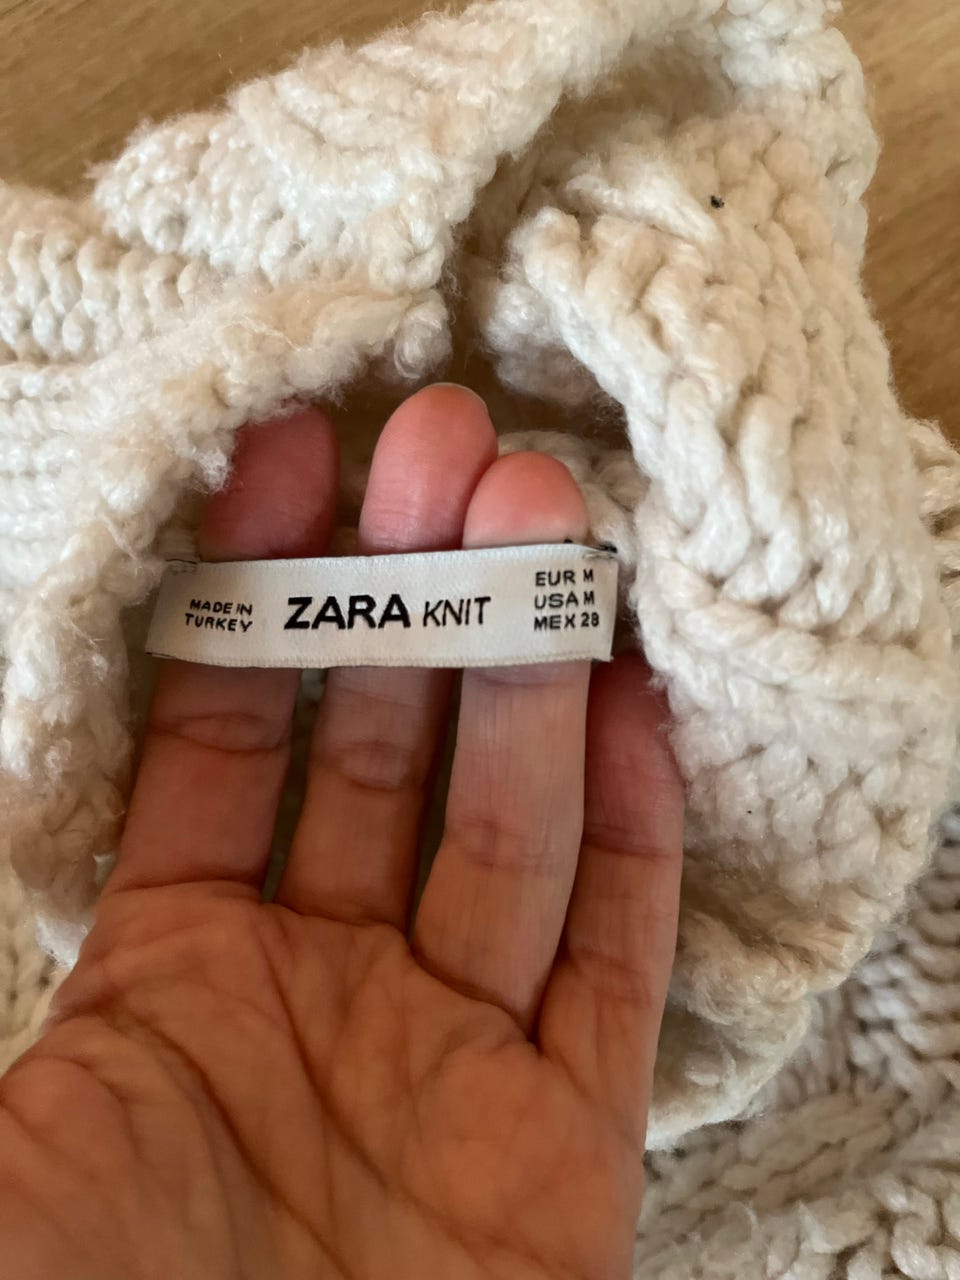 MADE IN
TURKEY
ZARA KNIT
EUR M
USA M
MEX 28